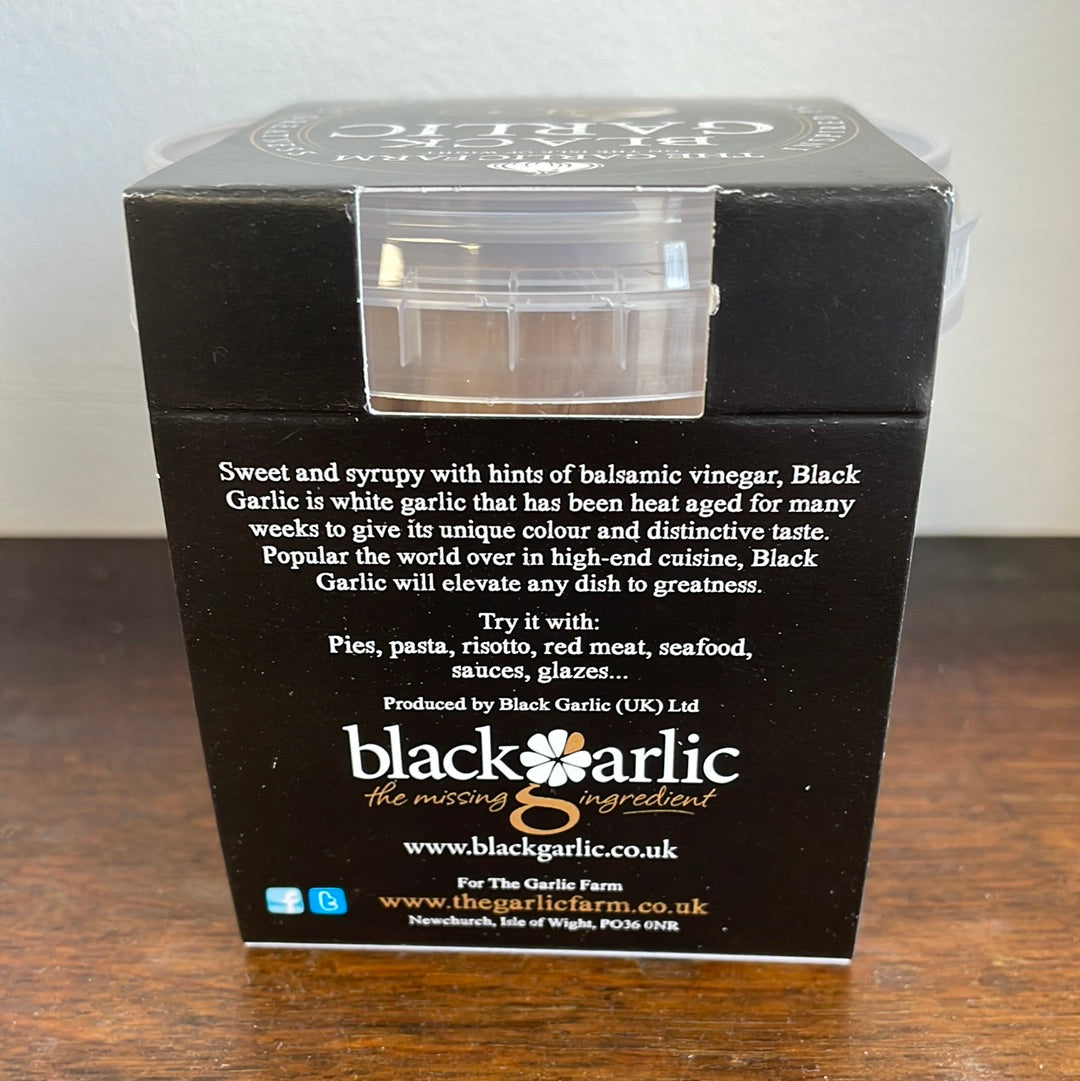 THE GARLIC FARM
BLACK
GARLIC
INSPIRED
Sweet and syrupy with hints of balsamic vinegar, Black
Garlic is white garlic that has been heat aged for many
weeks to give its unique colour and distinctive taste.
Popular the world over in high-end cuisine, Black
Garlic will elevate any dish to greatness.
Try it with:
Pies, pasta, risotto, red meat, seafood,
sauces, glazes...
Produced by Black Garlic (UK) Ltd
blackgarlic
the missing ingredient
www.blackgarlic.co.uk
For The Garlic Farm
f t www.thegarlicfarm.co.uk
Newchurch, Isle of Wight, PO36 0NR